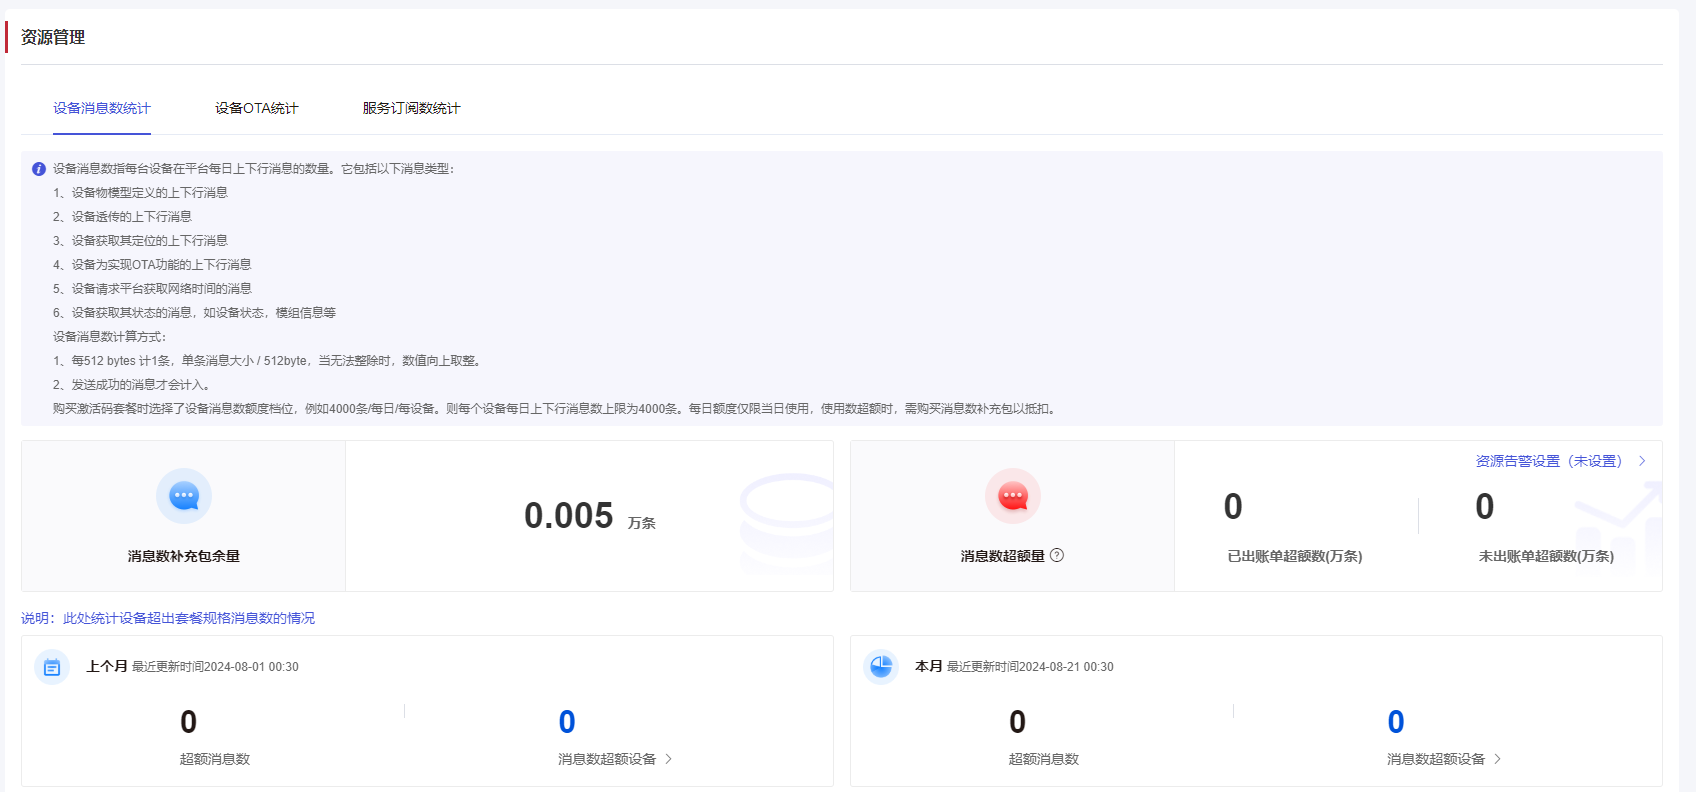 资源管理
设备消息数统计
设备OTA统计
服务订阅数统计
设备消息数指每台设备在平台每日上下行消息的数量。它包括以下消息类型：
1、设备物模型定义的上下行消息
2、设备透传的上下行消息
3、设备获取其定位的上下行消息
4、设备为实现OTA功能的上下行消息
5、设备请求平台获取网络时间的消息
6、设备获取其状态的消息，如设备状态，模组信息等
设备消息数计算方式：
1、每512 bytes 计1条，单条消息大小 / 512byte，当无法整除时，数值向上取整。
2、发送成功的消息才会计入。
购买激活码套餐时选择了设备消息数额度档位，例如4000条/每日/每设备。则每个设备每日上下行消息数上限为4000条。每日额度仅限当日使用，使用数超额时，需购买消息数补充包以抵扣。
消息数补充包余量
0.005 万条
消息数超额量
资源告警设置（未设置）
0
已出账单超额数(万条)
0
未出账单超额数(万条)
说明：此处统计设备超出套餐规格消息数的情况
上个月 最近更新时间2024-08-01 00:30
0
超额消息数
0
消息数超额设备
本月 最近更新时间2024-08-21 00:30
0
超额消息数
0
消息数超额设备